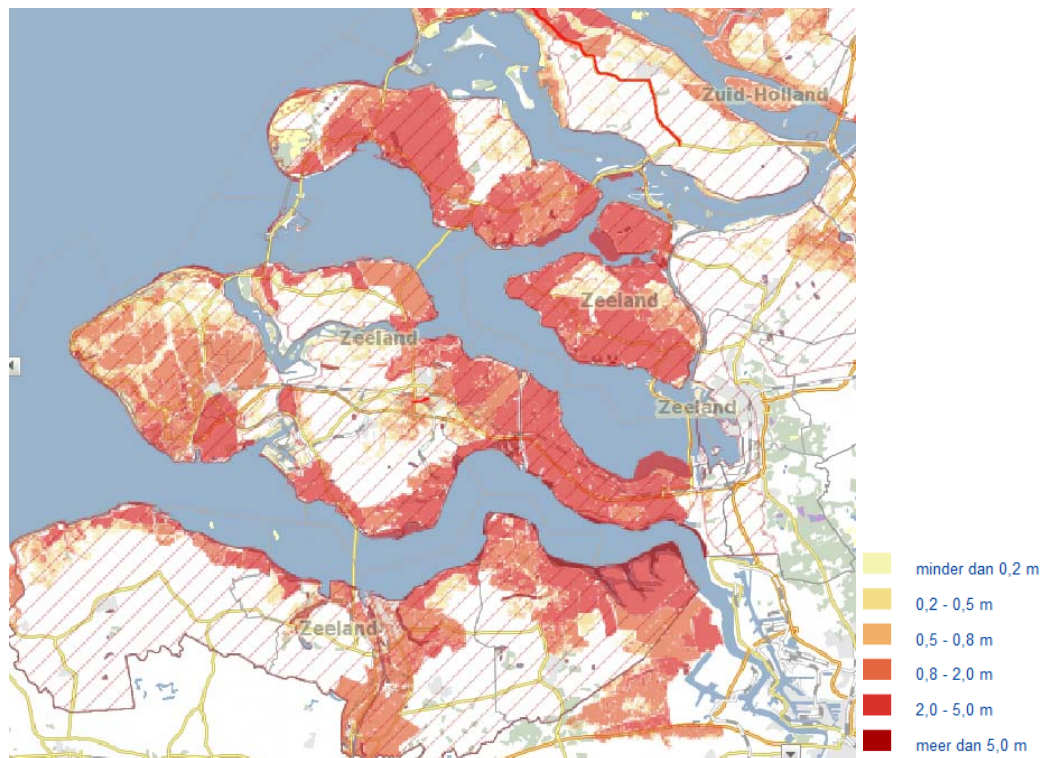 Zuid-Holland
Zeeland
Zeeland
Zeeland
Zeeland
minder dan 0,2 m
0,2 - 0,5 m
0,5 - 0,8 m
0,8 - 2,0 m
2,0 - 5,0 m
meer dan 5,0 m